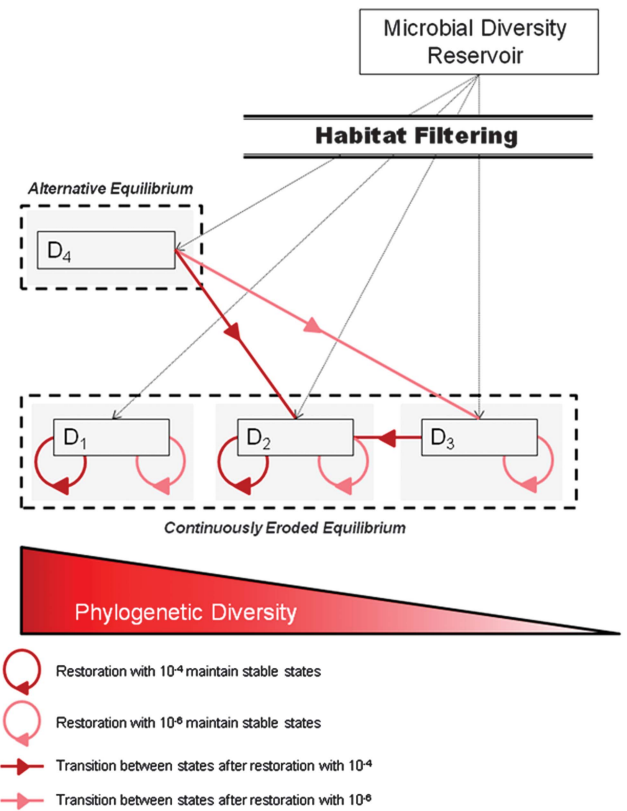 Microbial Diversity
Reservoir
Habitat Filtering
Alternative Equilibrium
D4
D1
D2
D3
Continuously Eroded Equilibrium
Phylogenetic Diversity
Restoration with 10-4 maintain stable states
Restoration with 10-6 maintain stable states
Transition between states after restoration with 10-4
Transition between states after restoration with 10-6